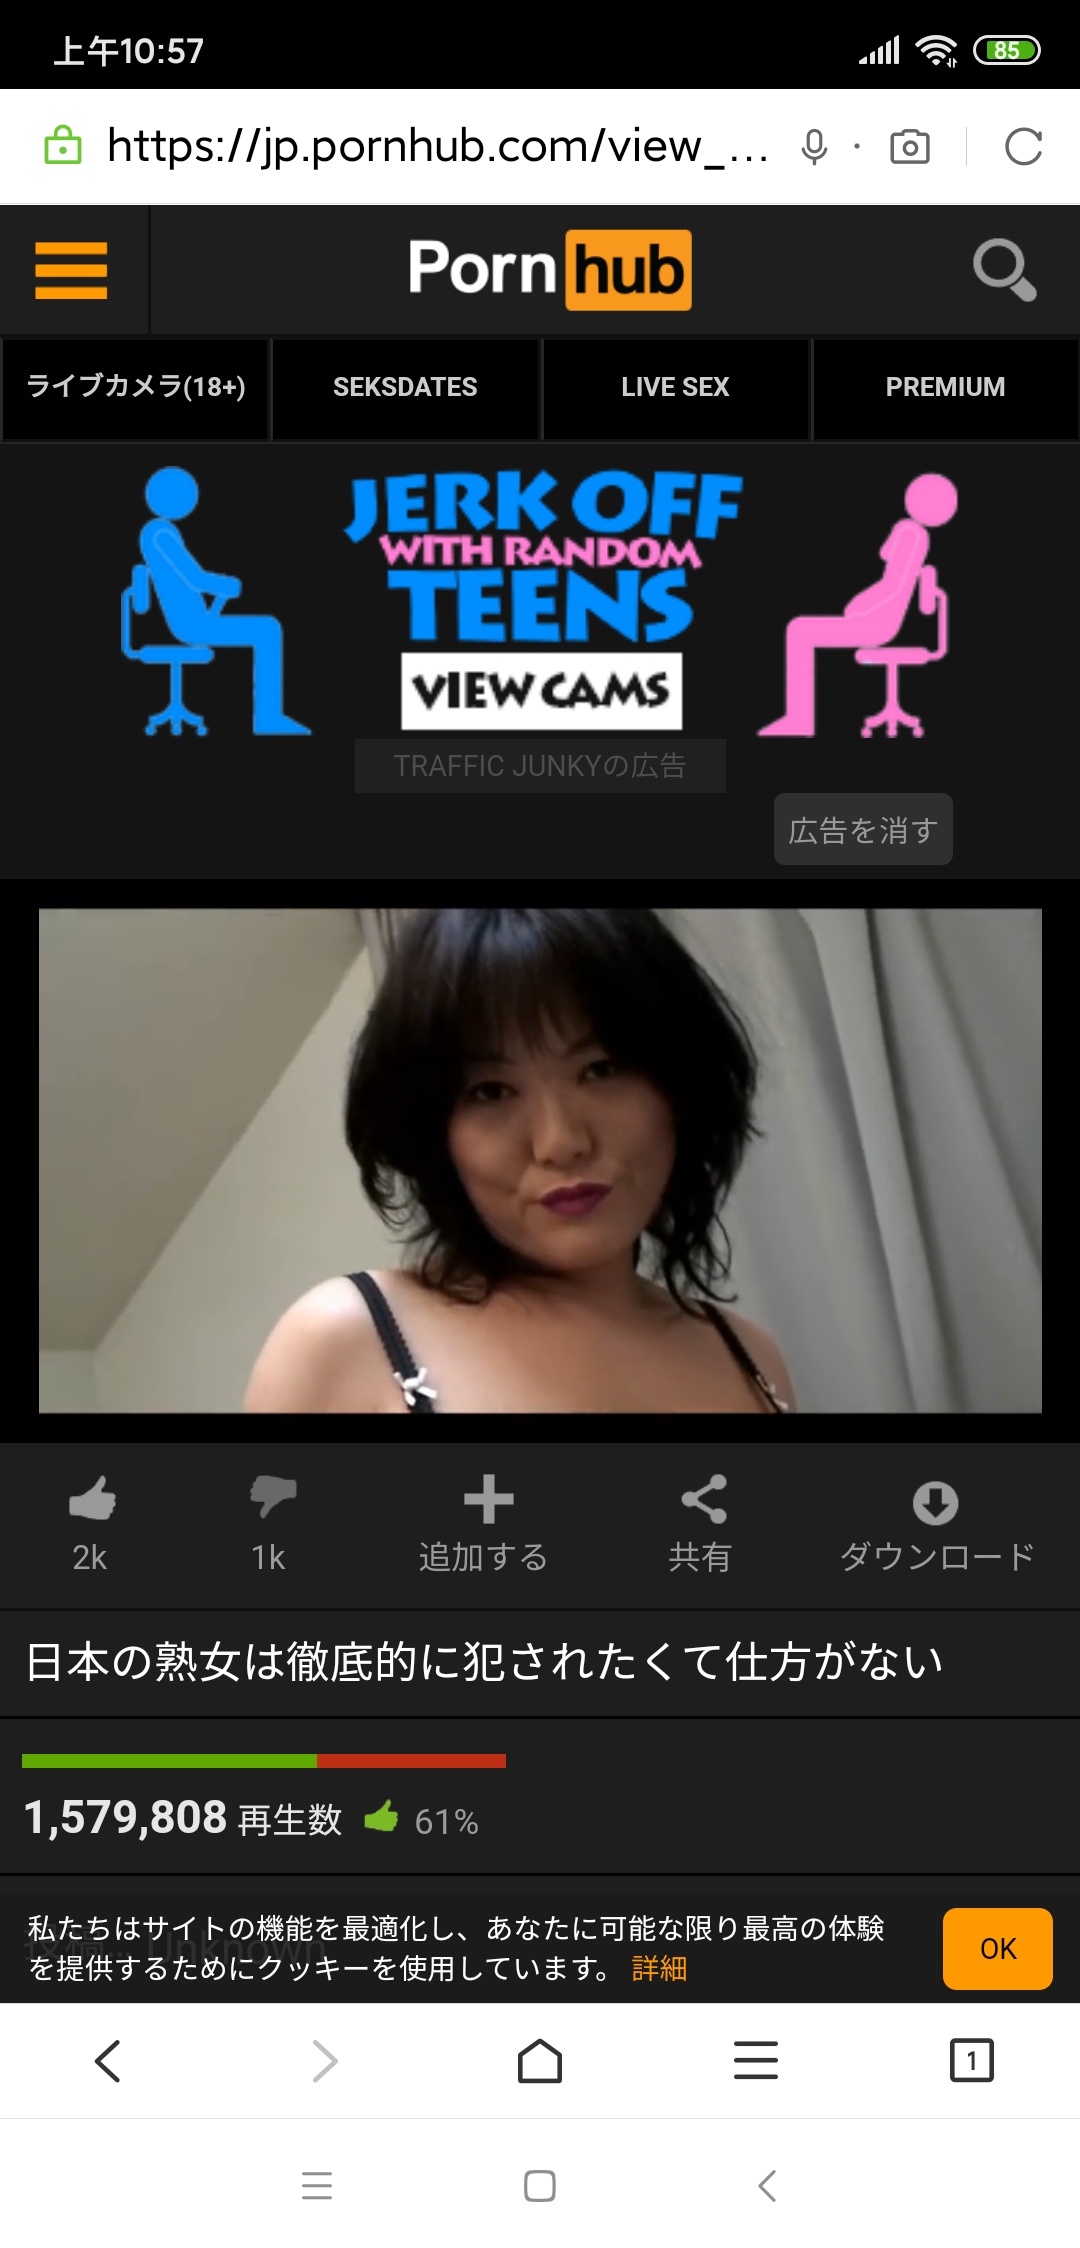 上午10:57
85
https://jp.pornhub.com/view_...
Porn hub
ライブカメラ(18+)
SEKSDATES
LIVE SEX
PREMIUM
JERK OFF
WITH RANDOM
TEENS
VIEW CAMS
TRAFFIC JUNKYの広告
広告を消す
2k
1k
追加する
共有
ダウンロード
日本の熟女は徹底的に犯されたくて仕方がない
1,579,808 再生数 61%
私たちはサイトの機能を最適化し、あなたに可能な限り最高の体験
を提供するためにクッキーを使用しています。 詳細
OK
1